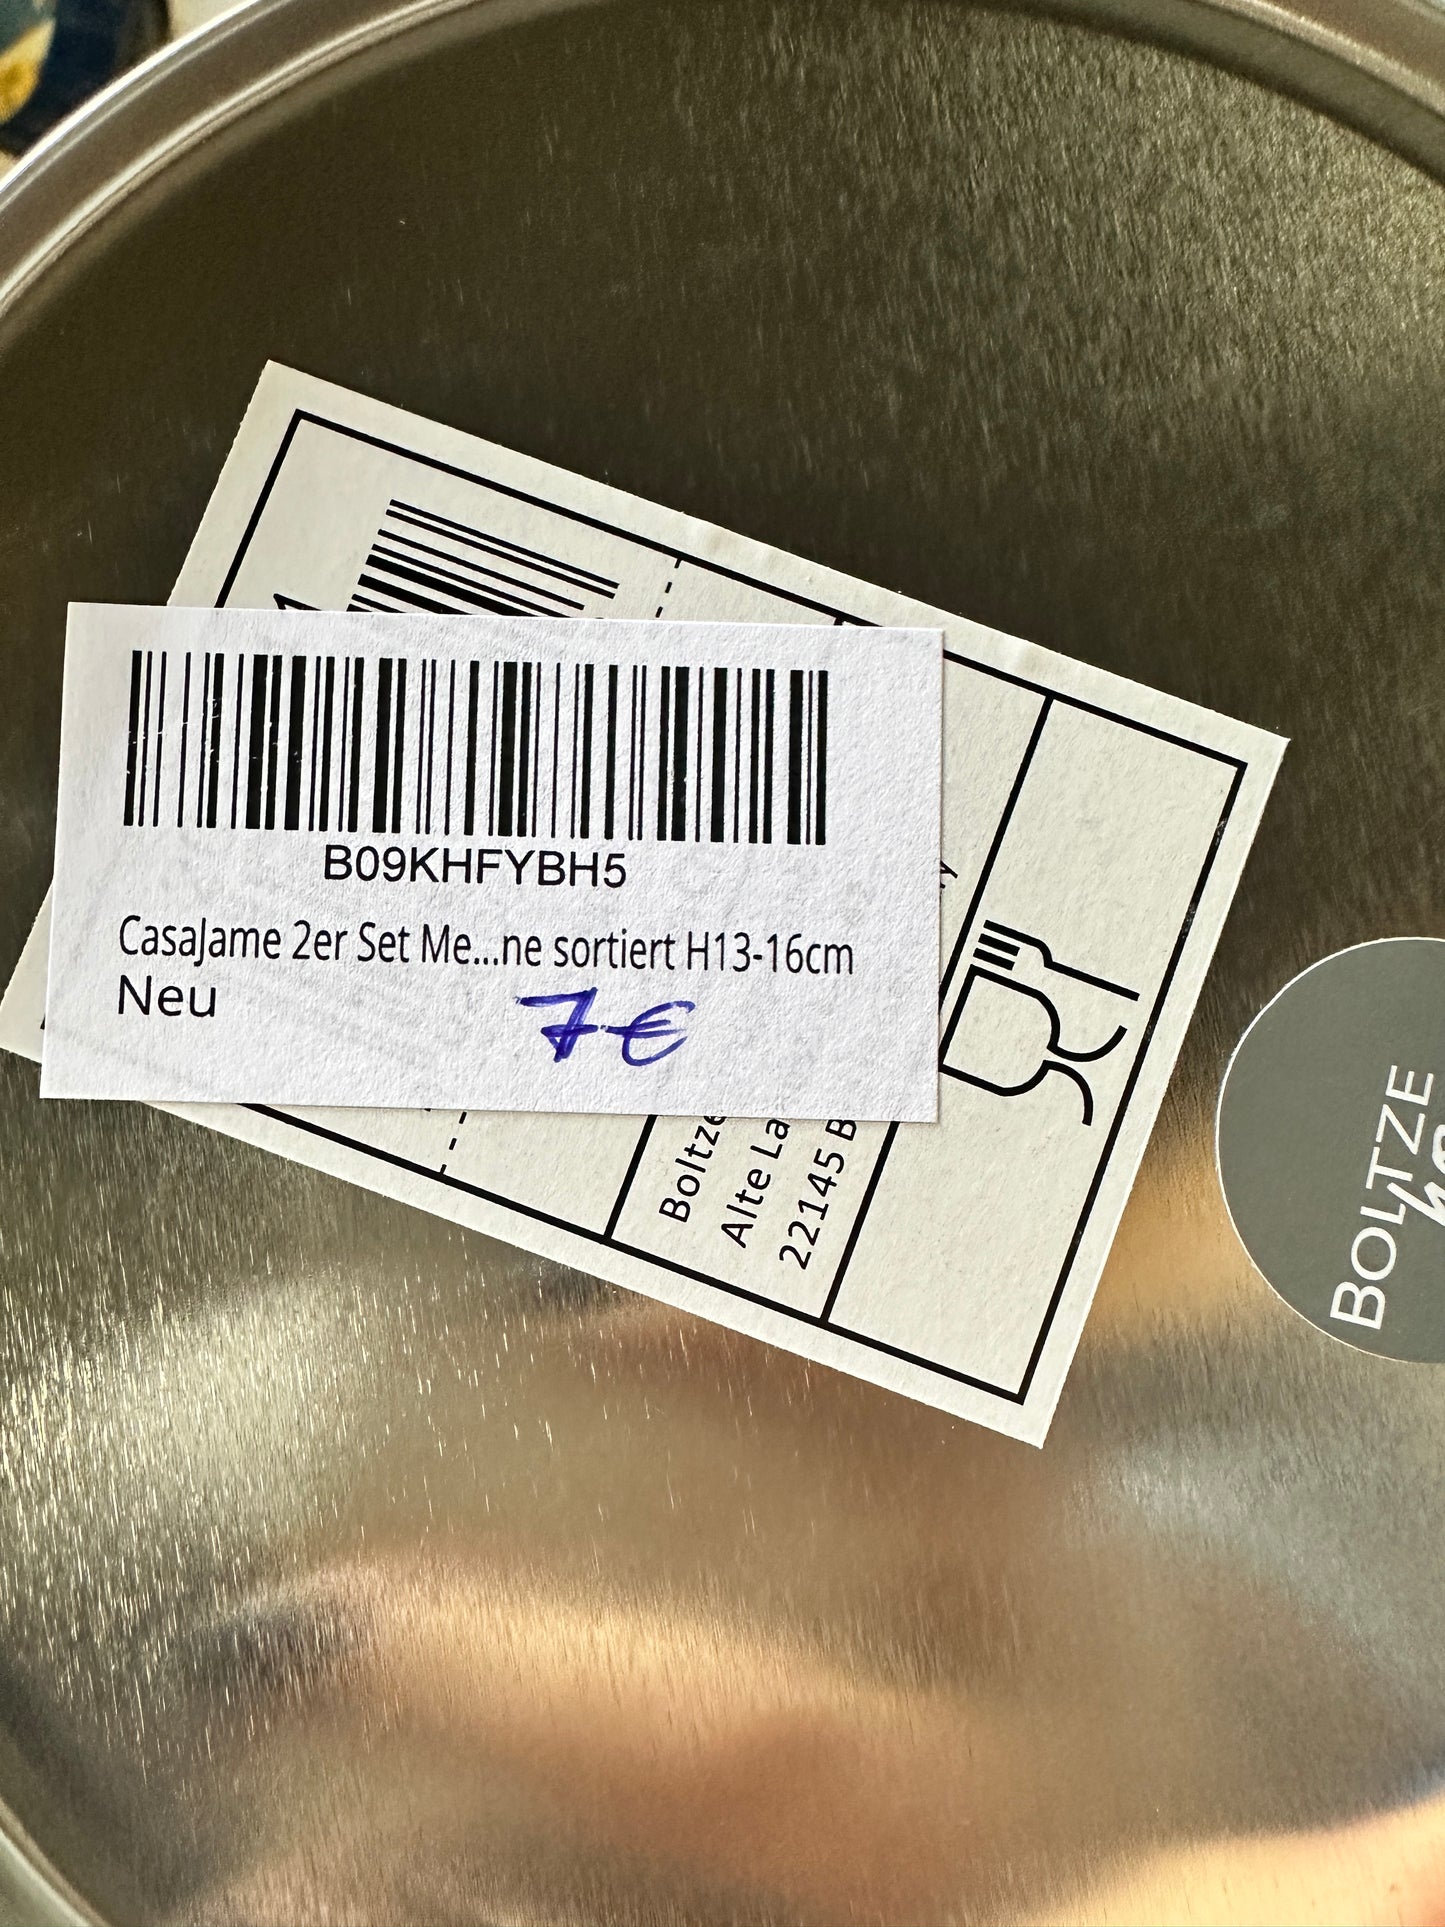 B09KHFYBH5
CasaJame 2er Set Me...ne sortiert H13-16cm
Neu
7€
Boltze
Alte La
22145 B
BOLTZE